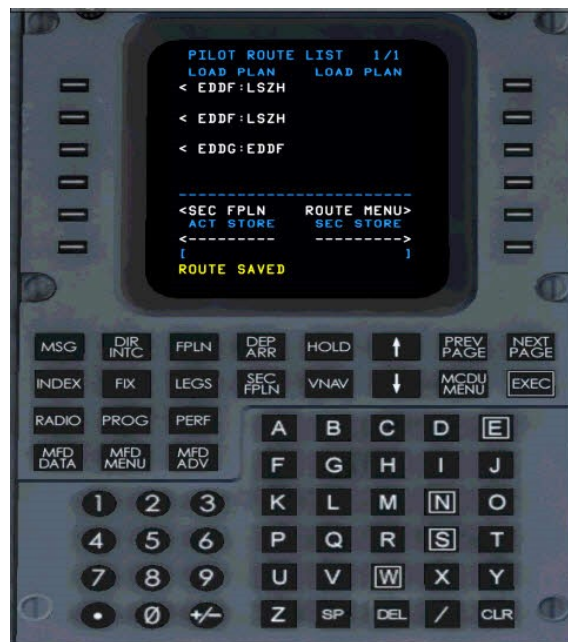 PILOT ROUTE LIST 1/1
LOAD PLAN LOAD PLAN
< EDDF:LSZH
< EDDF:LSZH
< EDDG:EDDF
------------------------
<SEC FPLN ROUTE MENU>
ACT STORE SEC STORE
<--------- --------->
[ ]
ROUTE SAVED
MSG DIR INTC FPLN DEP ARR HOLD ↑ PREV PAGE NEXT PAGE
INDEX FIX LEGS SEC FPLN VNAV ↓ MCDU MENU EXEC
RADIO PROG PERF
MFD DATA MFD MENU MFD ADV
A B C D E
F G H I J
1 2 3 K L M N O
4 5 6 P Q R S T
7 8 9 U V W X Y
. Ø +/- Z SP DEL / CLR